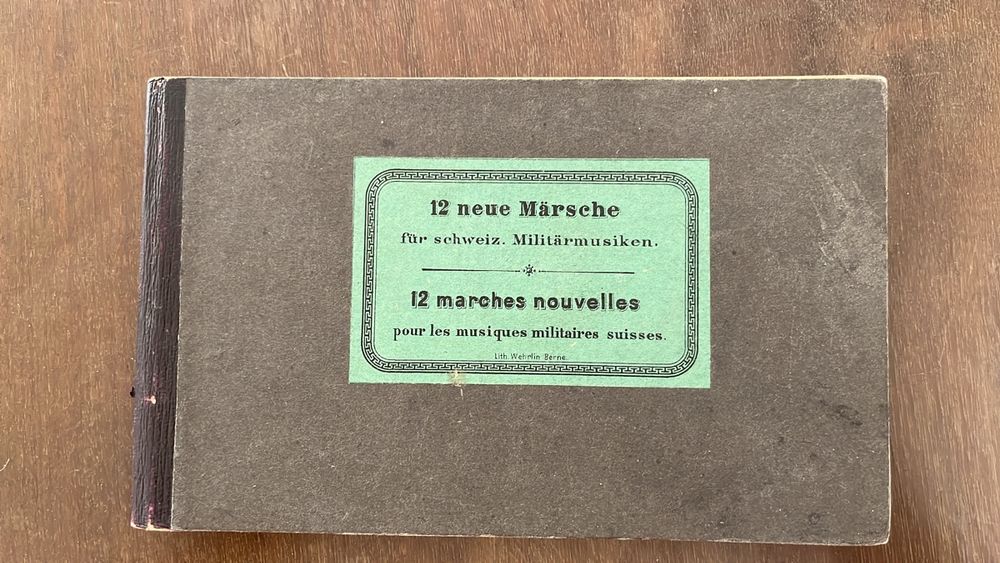 12 neue Märsche
für schweiz. Militärmusiken.
12 marches nouvelles
pour les musiques militaires suisses.
Lith. Wehrlin Berne.